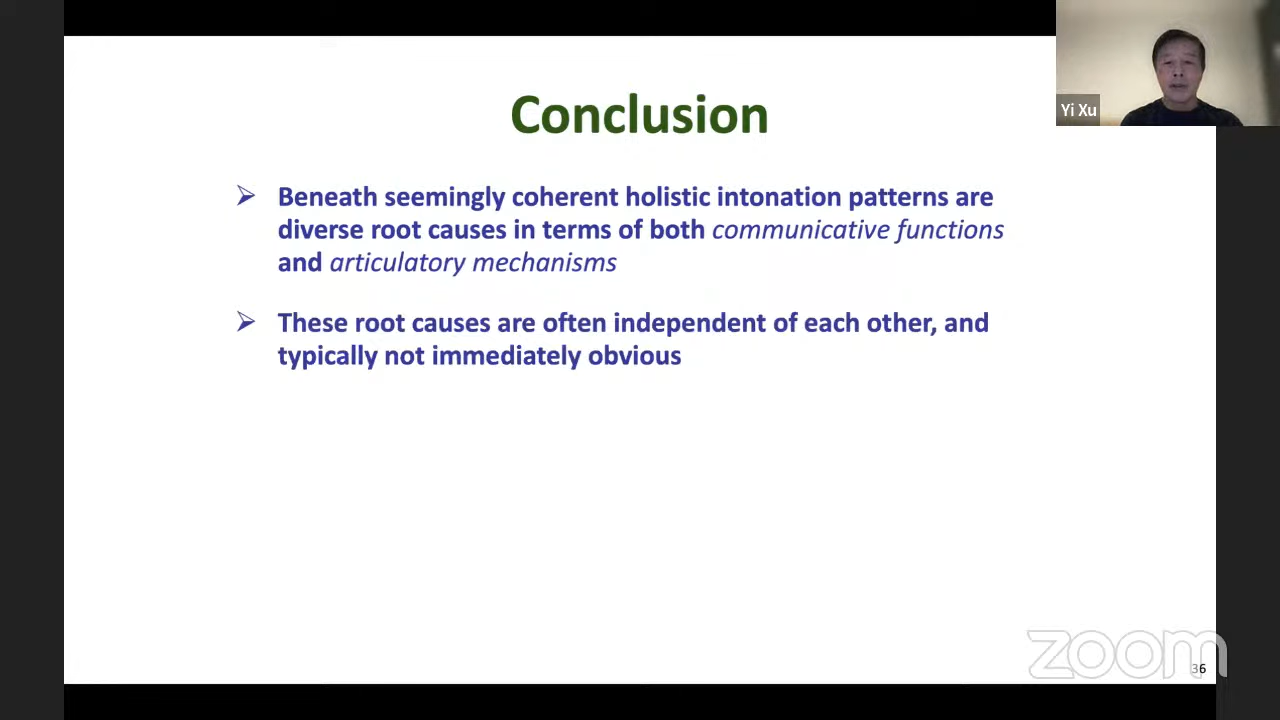 Conclusion
Yi Xu
➢ Beneath seemingly coherent holistic intonation patterns are
diverse root causes in terms of both communicative functions
and articulatory mechanisms
➢ These root causes are often independent of each other, and
typically not immediately obvious
zoom
36